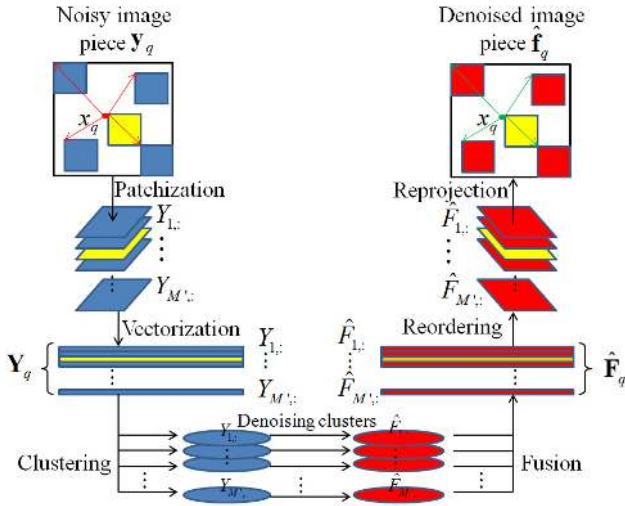 Noisy image
piece y_q
Denoised image
piece f̂_q
x_q
x_q
Patchization
Reprojection
Y_{1,:}
⋮
Y_{M',:}
F̂_{1,:}
⋮
F̂_{M',:}
Vectorization
Reordering
Y_q
Y_{1,:}
⋮
Y_{M',:}
F̂_{1,:}
⋮
F̂_{M',:}
F̂_q
Denoising clusters
Y_{1,:}
⋮
Y_{M',:}
F̂_{1,:}
⋮
Clustering
Fusion